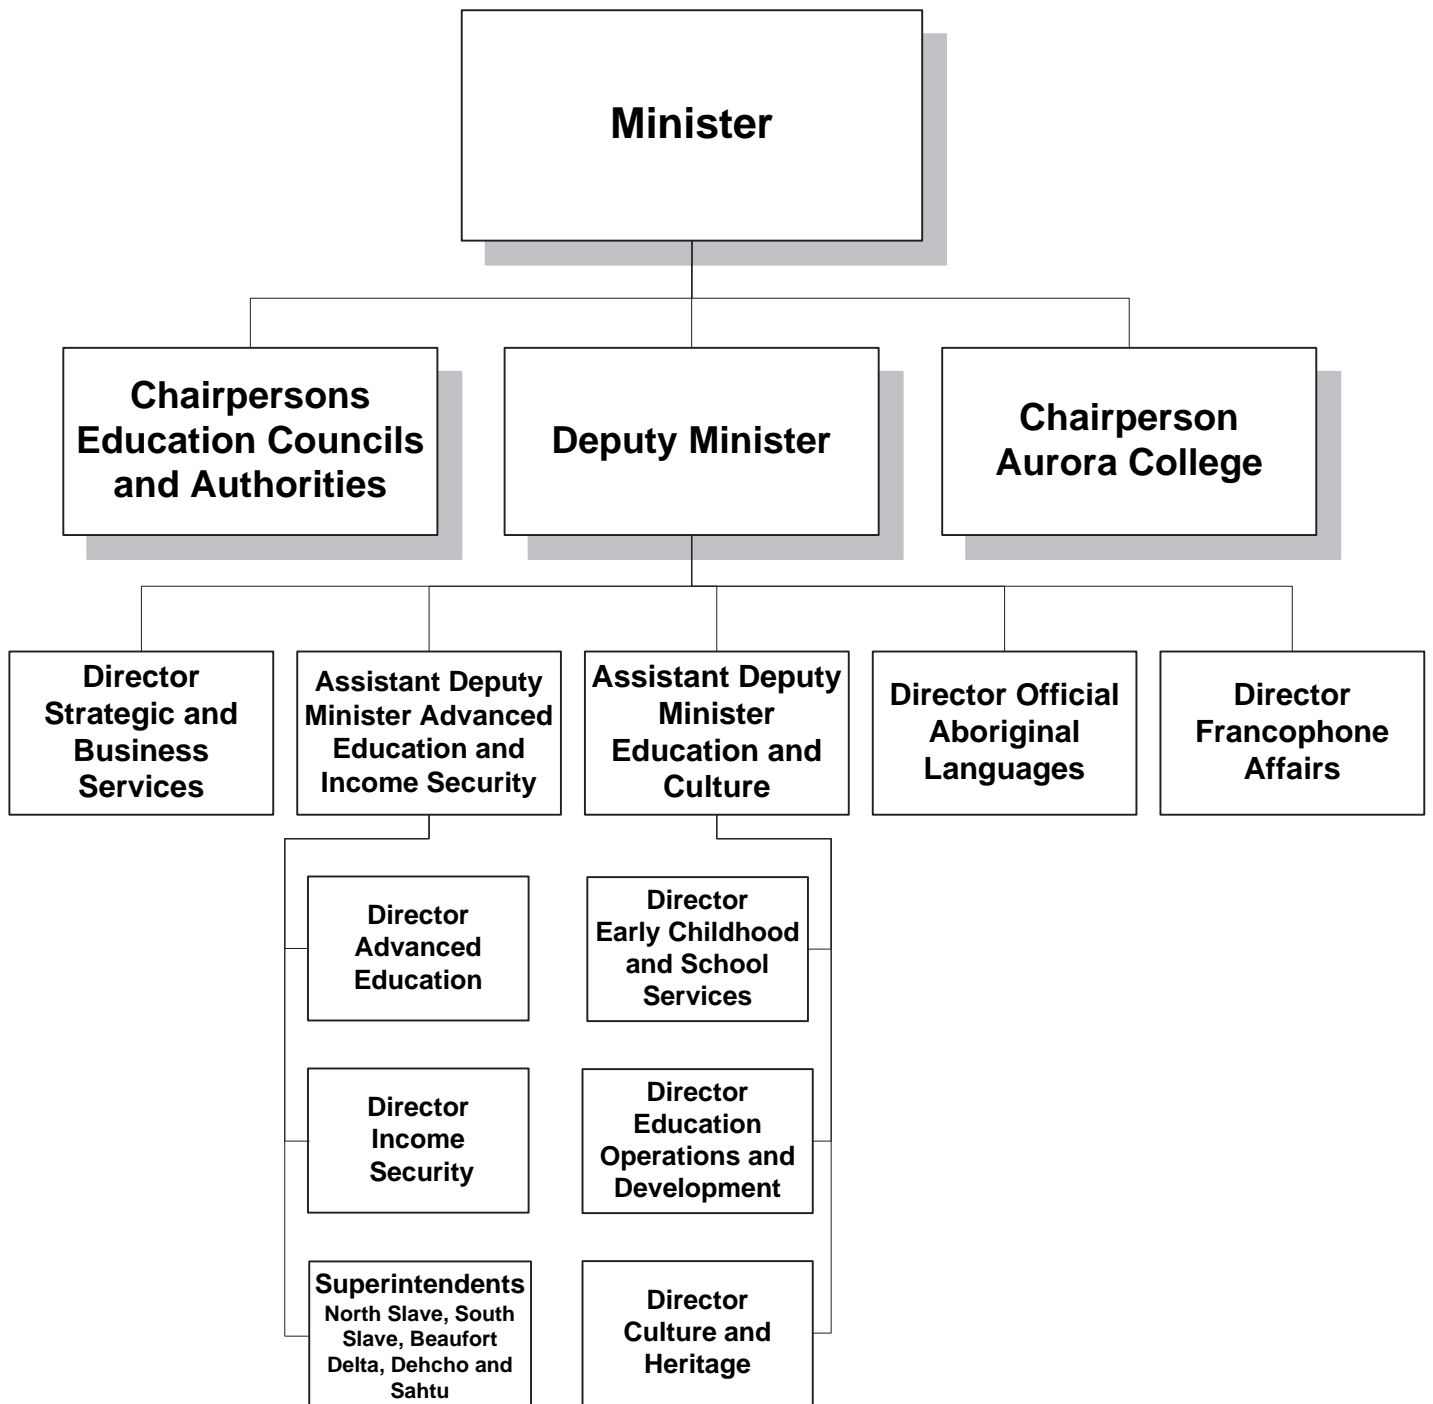 Minister
Chairpersons
Education Councils
and Authorities
Deputy Minister
Chairperson
Aurora College
Director
Strategic and
Business
Services
Assistant Deputy
Minister Advanced
Education and
Income Security
Assistant Deputy
Minister
Education and
Culture
Director Official
Aboriginal
Languages
Director
Francophone
Affairs
Director
Advanced
Education
Director
Early Childhood
and School
Services
Director
Income
Security
Director
Education
Operations and
Development
Superintendents
North Slave, South
Slave, Beaufort
Delta, Dehcho and
Sahtu
Director
Culture and
Heritage